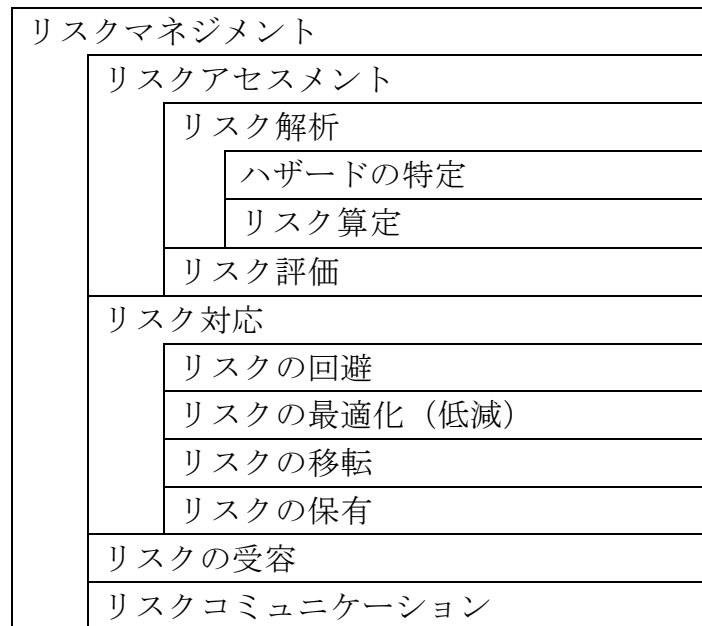 リスクマネジメント
リスクアセスメント
リスク解析
ハザードの特定
リスク算定
リスク評価
リスク対応
リスクの回避
リスクの最適化（低減）
リスクの移転
リスクの保有
リスクの受容
リスクコミュニケーション